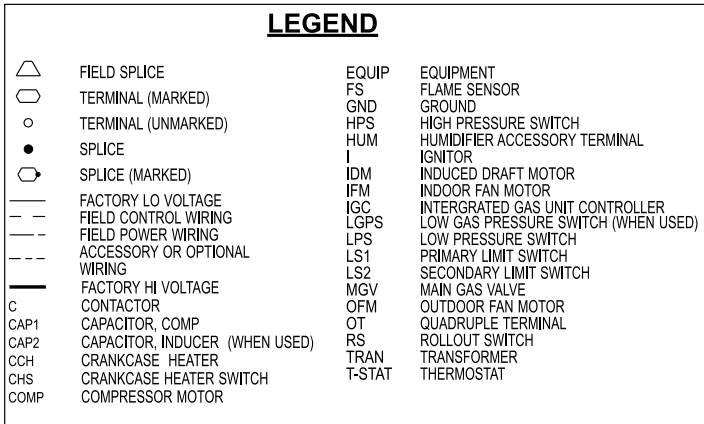 LEGEND
FIELD SPLICE
TERMINAL (MARKED)
TERMINAL (UNMARKED)
SPLICE
SPLICE (MARKED)
FACTORY LO VOLTAGE
FIELD CONTROL WIRING
FIELD POWER WIRING
ACCESSORY OR OPTIONAL
WIRING
FACTORY HI VOLTAGE
C CONTACTOR
CAP1 CAPACITOR, COMP
CAP2 CAPACITOR, INDUCER (WHEN USED)
CCH CRANKCASE HEATER
CHS CRANKCASE HEATER SWITCH
COMP COMPRESSOR MOTOR
EQUIP EQUIPMENT
FS FLAME SENSOR
GND GROUND
HPS HIGH PRESSURE SWITCH
HUM HUMIDIFIER ACCESSORY TERMINAL
I IGNITOR
IDM INDUCED DRAFT MOTOR
IFM INDOOR FAN MOTOR
IGC INTERGRATED GAS UNIT CONTROLLER
LGPS LOW GAS PRESSURE SWITCH (WHEN USED)
LPS LOW PRESSURE SWITCH
LS1 PRIMARY LIMIT SWITCH
LS2 SECONDARY LIMIT SWITCH
MGV MAIN GAS VALVE
OFM OUTDOOR FAN MOTOR
OT QUADRUPLE TERMINAL
RS ROLLOUT SWITCH
TRAN TRANSFORMER
T-STAT THERMOSTAT